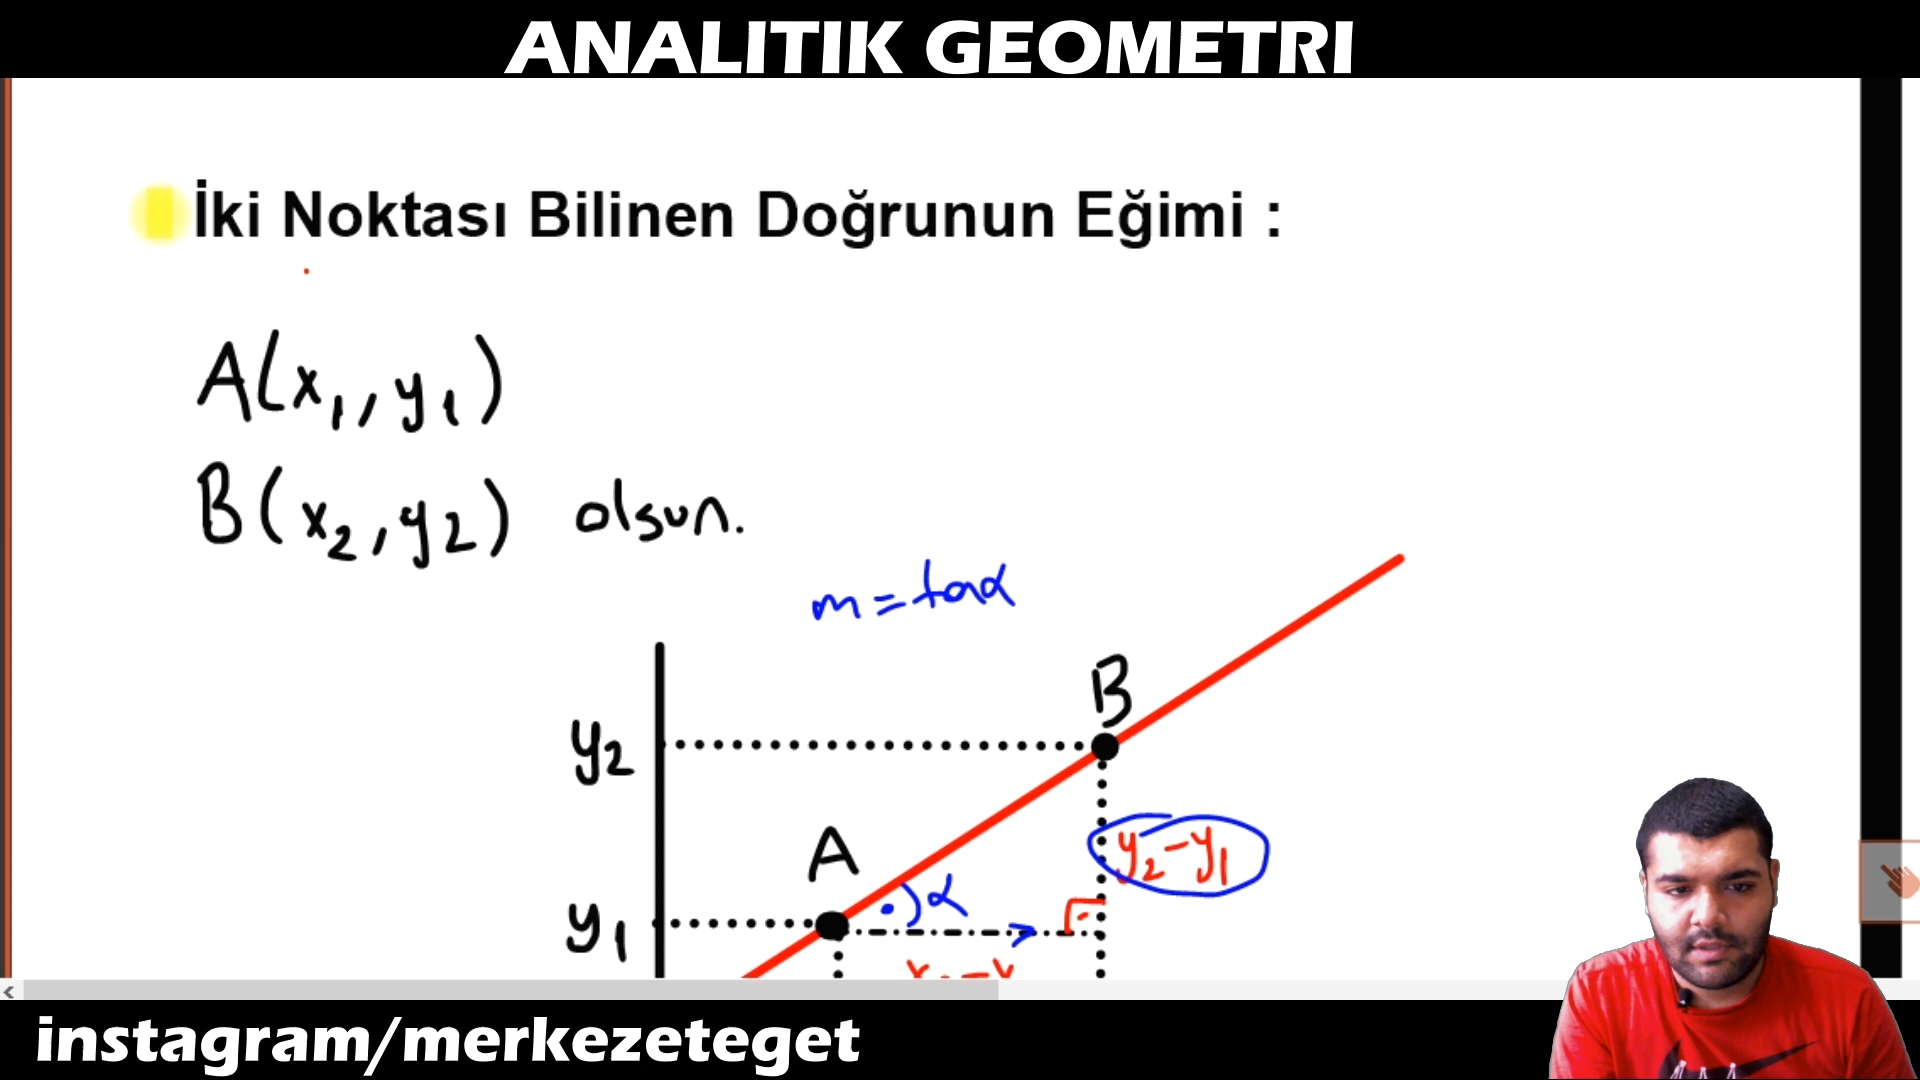 ANALITIK GEOMETRI
İki Noktası Bilinen Doğrunun Eğimi :
A(x₁, y₁)
B(x₂, y₂) olsun.
m = tanα
B
y₂
y₂-y₁
A
α
y₁
instagram/merkezeteget